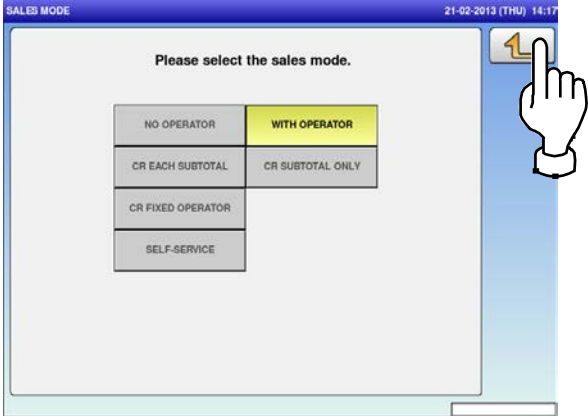 SALES MODE 21-02-2013 (THU) 14:17
Please select the sales mode.
NO OPERATOR WITH OPERATOR
CR EACH SUBTOTAL CR SUBTOTAL ONLY
CR FIXED OPERATOR
SELF-SERVICE